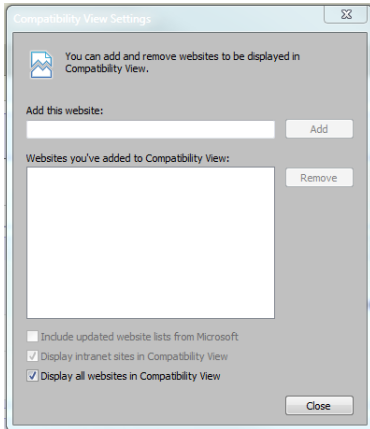 Compatibility View Settings
You can add and remove websites to be displayed in
Compatibility View.
Add this website:
Add
Websites you've added to Compatibility View:
Remove
Include updated website lists from Microsoft
Display intranet sites in Compatibility View
Display all websites in Compatibility View
Close